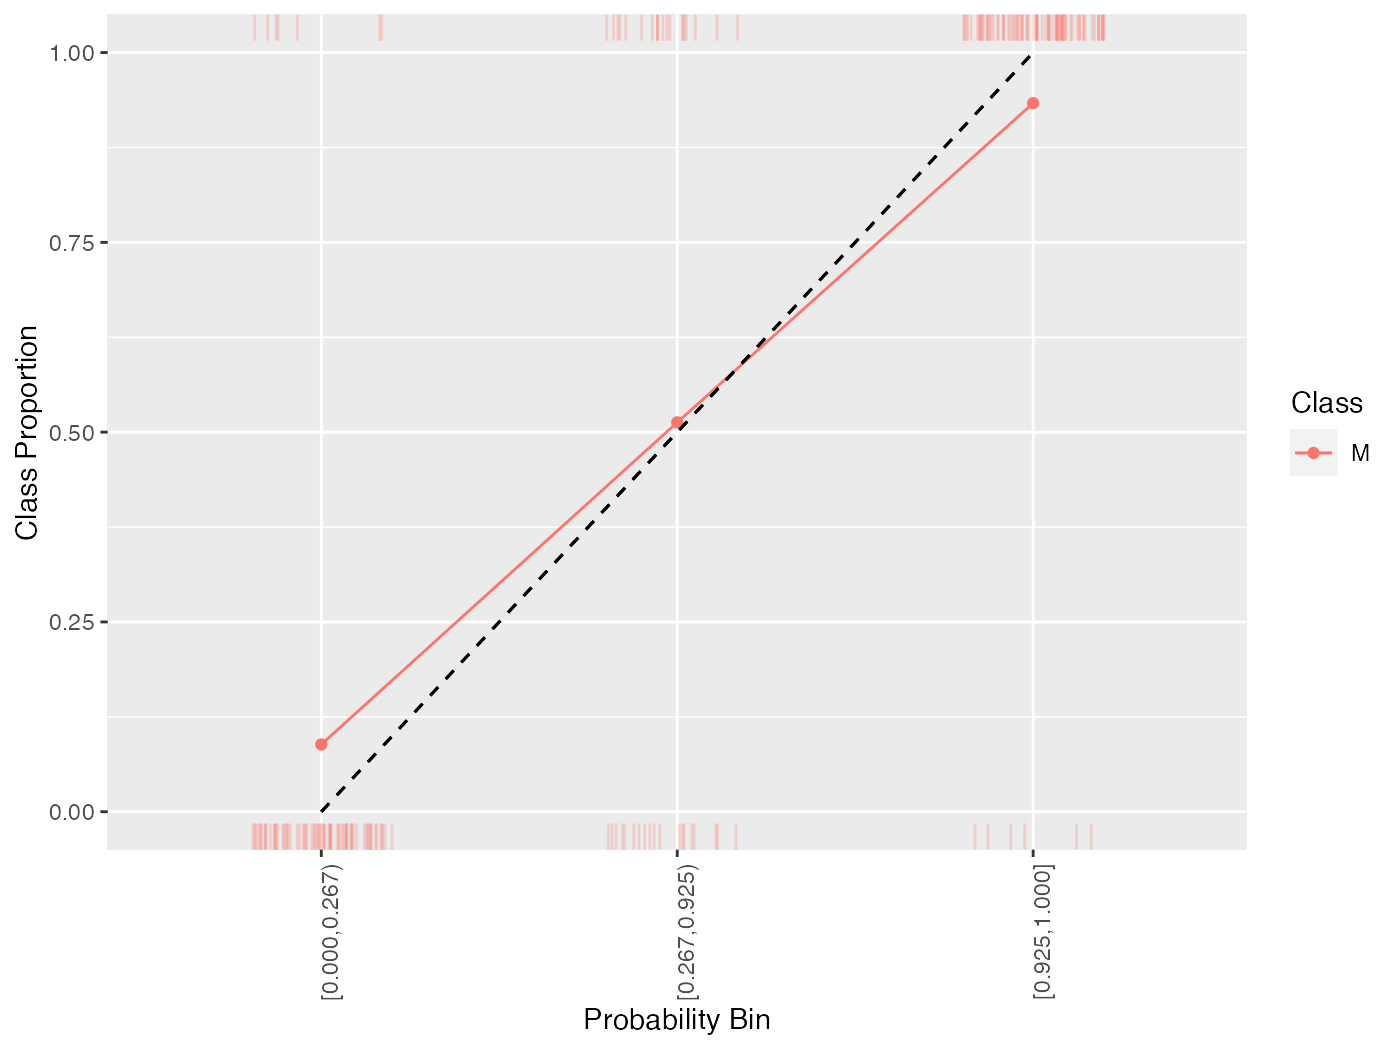 1.00
0.75
0.50
0.25
0.00
Class Proportion
[0.000,0.267)
[0.267,0.925)
[0.925,1.000]
Probability Bin
Class
M